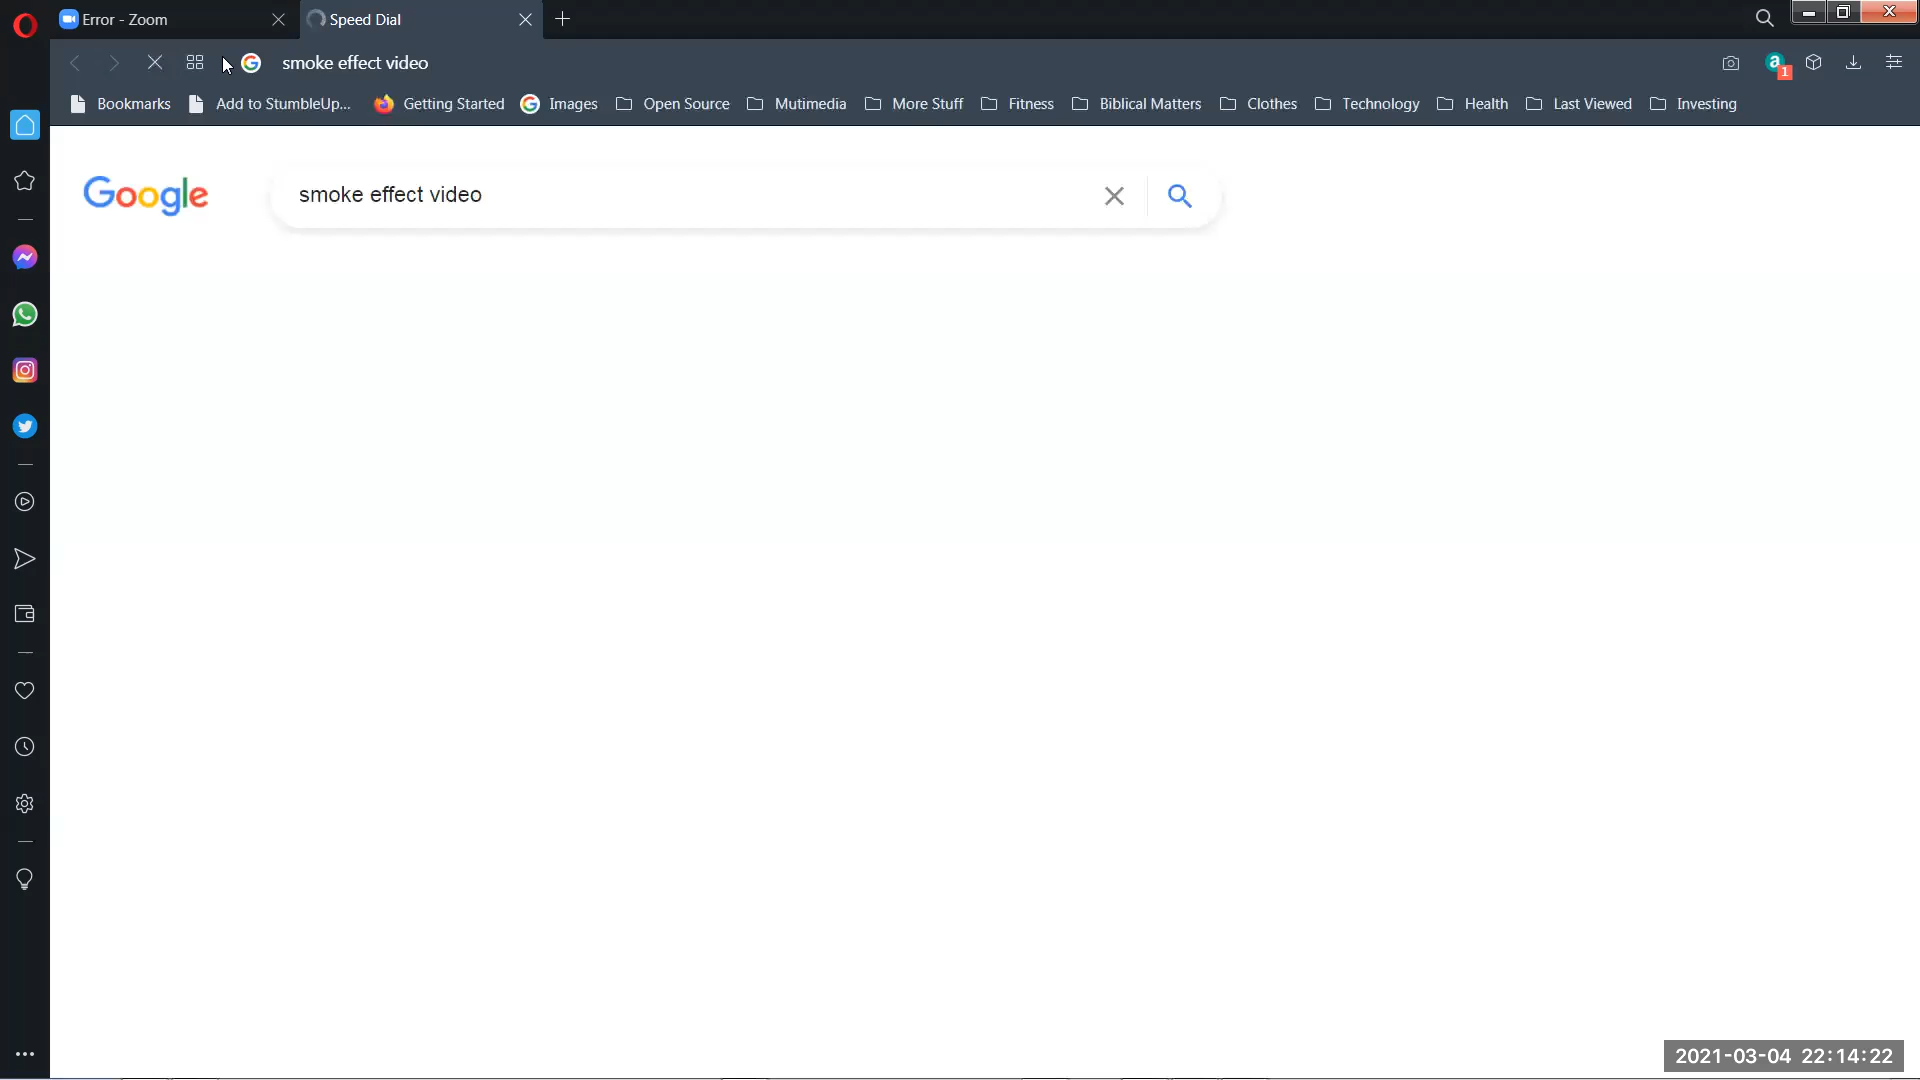 Error - Zoom
Speed Dial
smoke effect video
a 1
Bookmarks Add to StumbleUp... Getting Started Images Open Source Mutimedia More Stuff Fitness Biblical Matters Clothes Technology Health Last Viewed Investing
Google smoke effect video
2021-03-04 22:14:22